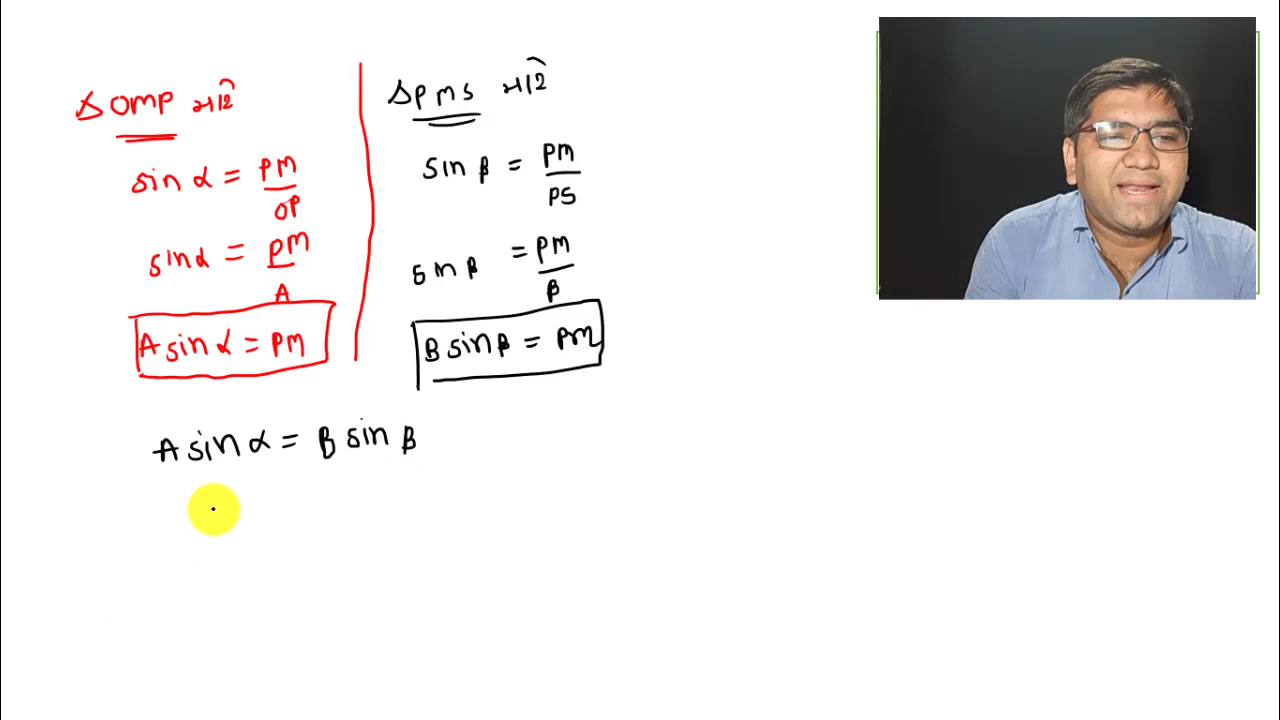 Δ OMP માટે
sin α = PM / OP
sin α = PM / A
A sin α = PM
Δ PMS માટે
sin β = PM / PS
sin β = PM / B
B sin β = PM
A sin α = B sin β